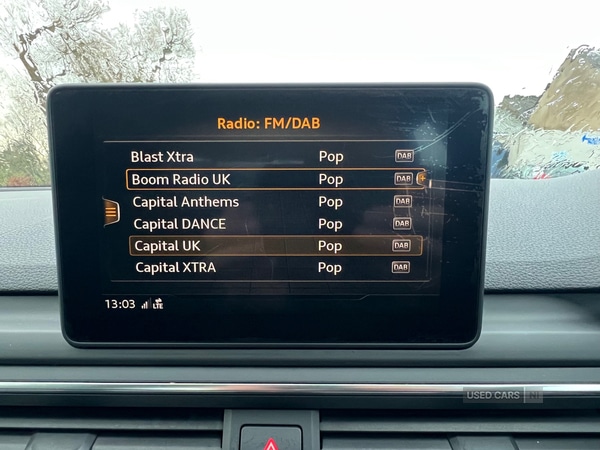 Radio: FM/DAB
Blast Xtra Pop DAB
Boom Radio UK Pop DAB
Capital Anthems Pop DAB
Capital DANCE Pop DAB
Capital UK Pop DAB
Capital XTRA Pop DAB
13:03 LTE
USED CARS NI